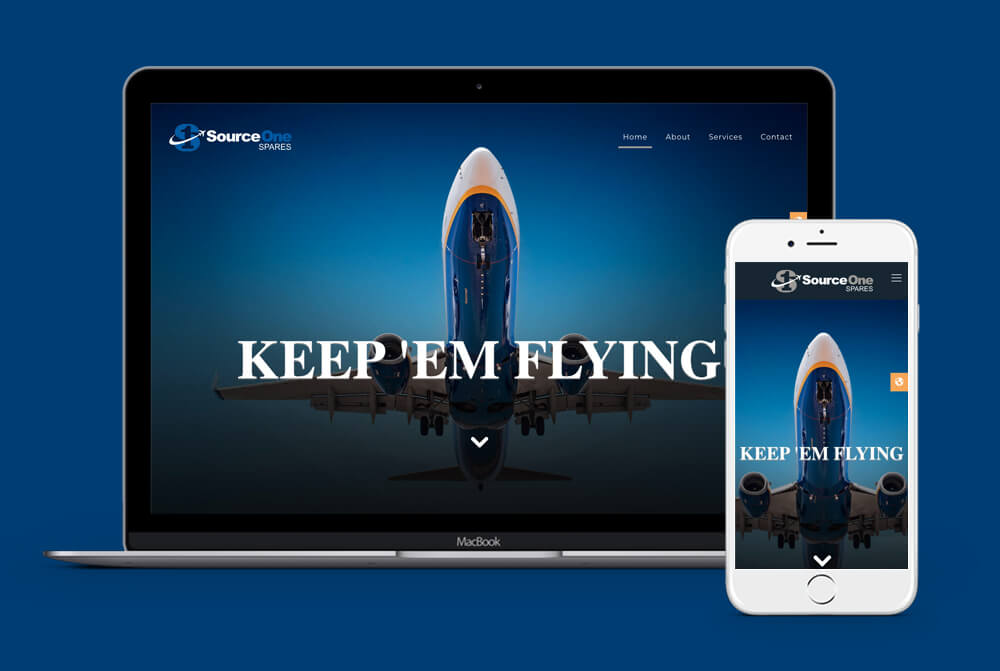 SourceOne
SPARES
Home About Services Contact
KEEP 'EM FLYING
MacBook
SourceOne
SPARES
KEEP 'EM FLYING